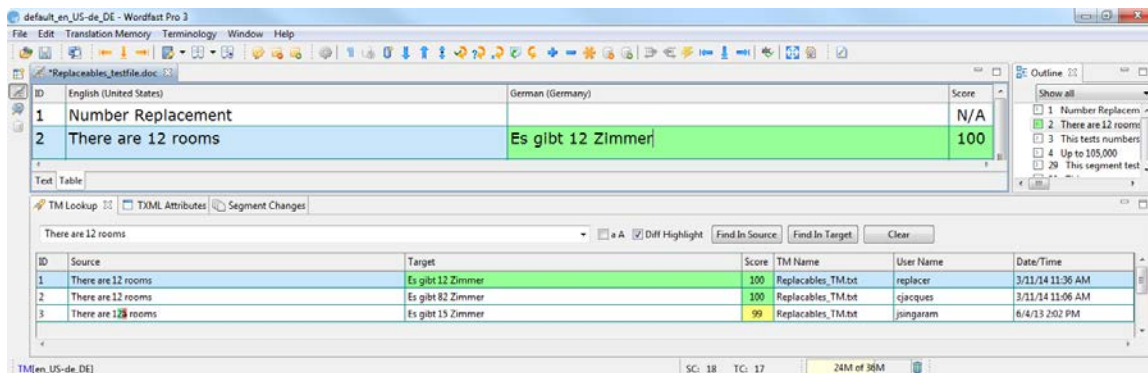 default_en_US-de_DE - Wordfast Pro 3
File Edit Translation Memory Terminology Window Help
*Replaceables_testfile.doc
Outline
ID English (United States) German (Germany) Score
Show all
1 Number Replacement N/A
1 Number Replacem
2 There are 12 rooms Es gibt 12 Zimmer 100
2 There are 12 rooms
3 This tests numbers
4 Up to 105,000
29 This segment test
Text Table
TM Lookup TXML Attributes Segment Changes
There are 12 rooms a A Diff Highlight Find In Source Find In Target Clear
ID Source Target Score TM Name User Name Date/Time
1 There are 12 rooms Es gibt 12 Zimmer 100 Replacables_TM.txt replacer 3/11/14 11:36 AM
2 There are 12 rooms Es gibt 82 Zimmer 100 Replacables_TM.txt cjacques 3/11/14 11:06 AM
3 There are 125 rooms Es gibt 15 Zimmer 99 Replacables_TM.txt jsingaram 6/4/13 2:02 PM
TM[en_US-de_DE] SC: 18 TC: 17 24M of 36M